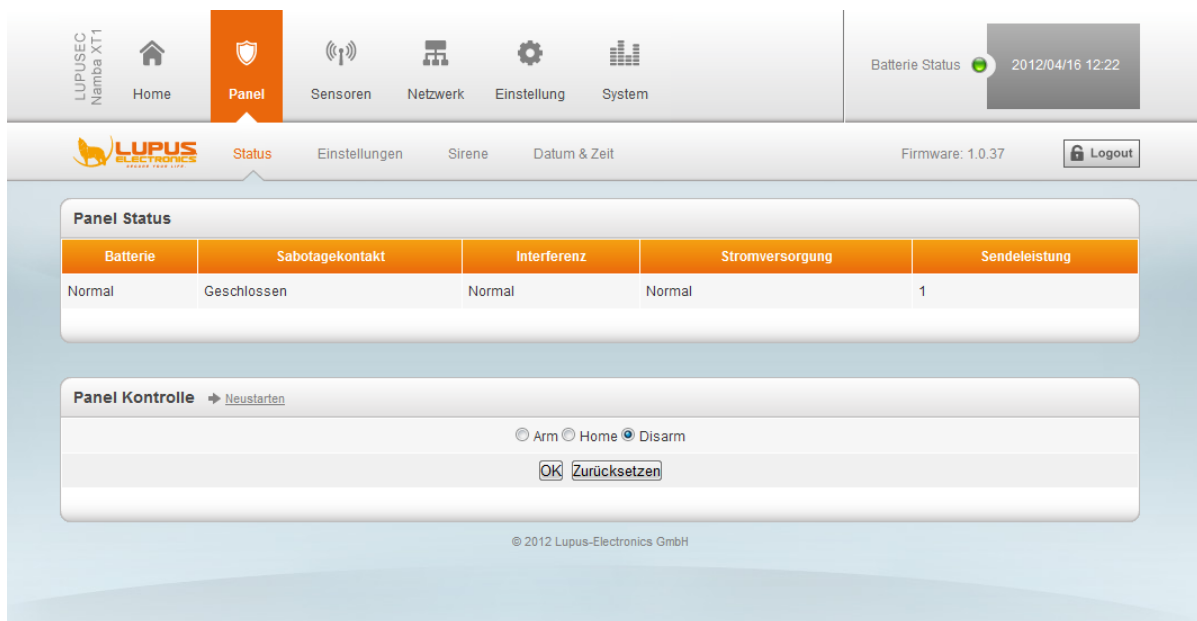 LUPUSEC
Namba XT1
Home Panel Sensoren Netzwerk Einstellung System
Batterie Status 2012/04/16 12:22
LUPUS
ELECTRONICS
Status Einstellungen Sirene Datum & Zeit
Firmware: 1.0.37 Logout
Panel Status
Batterie Sabotagekontakt Interferenz Stromversorgung Sendeleistung
Normal Geschlossen Normal Normal 1
Panel Kontrolle Neustarten
Arm Home Disarm
OK Zurücksetzen
© 2012 Lupus-Electronics GmbH